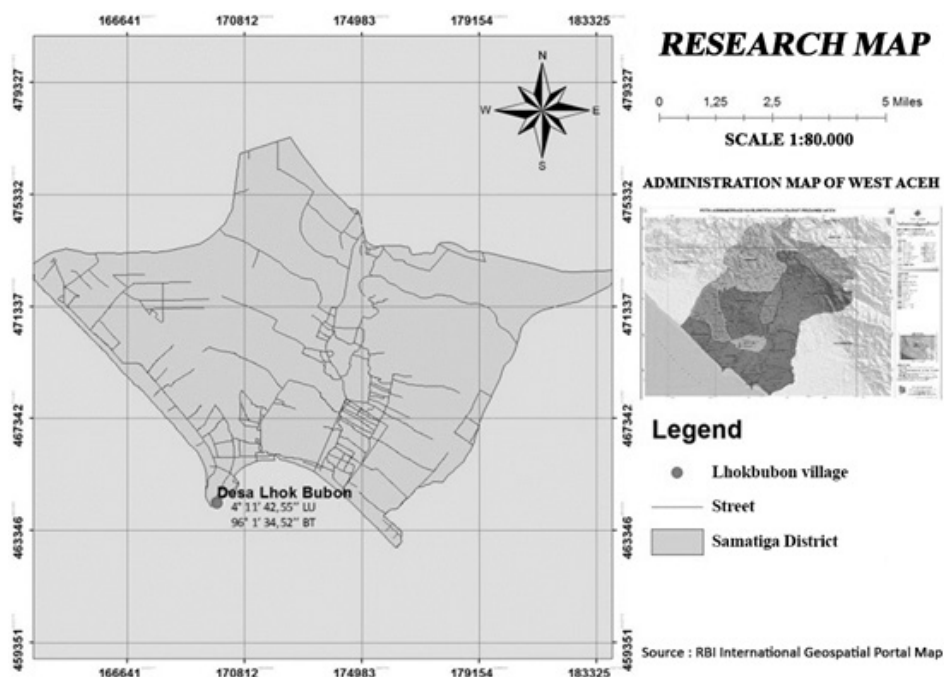 166641 170812 174983 179154 183325
479327
475332
471337
467342
463346
459351
N
W E
S
Desa Lhok Bubon
4° 11' 42,55" LU
96° 1' 34,52" BT
479327
475332
471337
467342
463346
459351
166641 170812 174983 179154 183325
RESEARCH MAP
0 1,25 2,5 5 Miles
SCALE 1:80.000
ADMINISTRATION MAP OF WEST ACEH
Legend
Lhokbubon village
Street
Samatiga District
Source : RBI International Geospatial Portal Map